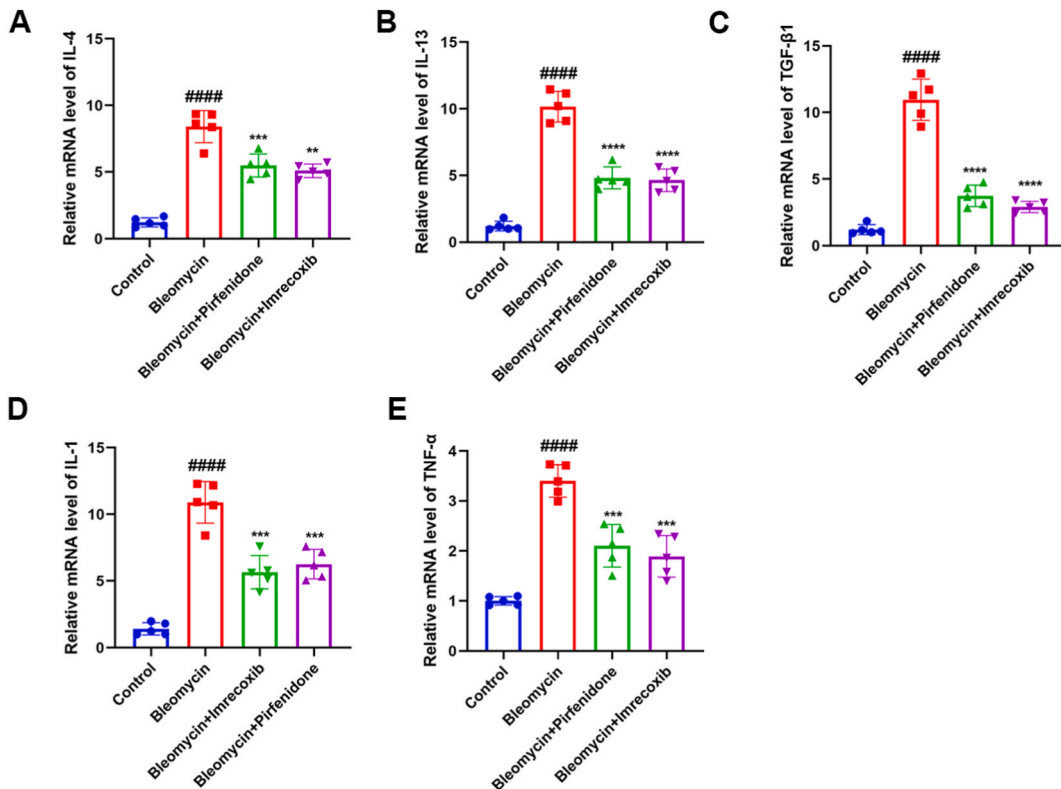 A
Relative mRNA level of IL-4
15
10
5
0
####
***
**
Control
Bleomycin
Bleomycin+Pirfenidone
Bleomycin+Imrecoxib
B
Relative mRNA level of IL-13
15
10
5
0
####
****
****
Control
Bleomycin
Bleomycin+Pirfenidone
Bleomycin+Imrecoxib
C
Relative mRNA level of TGF-β1
15
10
5
0
####
****
****
Control
Bleomycin
Bleomycin+Pirfenidone
Bleomycin+Imrecoxib
D
Relative mRNA level of IL-1
15
10
5
0
####
***
***
Control
Bleomycin
Bleomycin+Imrecoxib
Bleomycin+Pirfenidone
E
Relative mRNA level of TNF-α
4
3
2
1
0
####
***
***
Control
Bleomycin
Bleomycin+Pirfenidone
Bleomycin+Imrecoxib